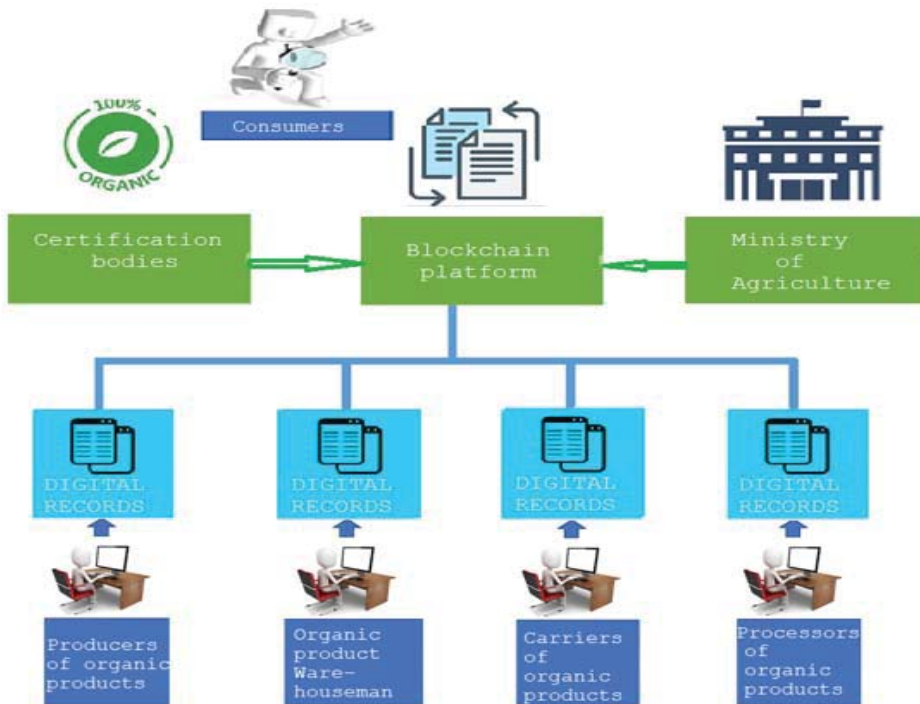 Consumers
100%
ORGANIC
Certification
bodies
Blockchain
platform
Ministry
of
Agriculture
DIGITAL
RECORDS
DIGITAL
RECORDS
DIGITAL
RECORDS
DIGITAL
RECORDS
Producers
of organic
products
Organic
product
Ware-
houseman
Carriers
of
organic
products
Processors
of
organic
products